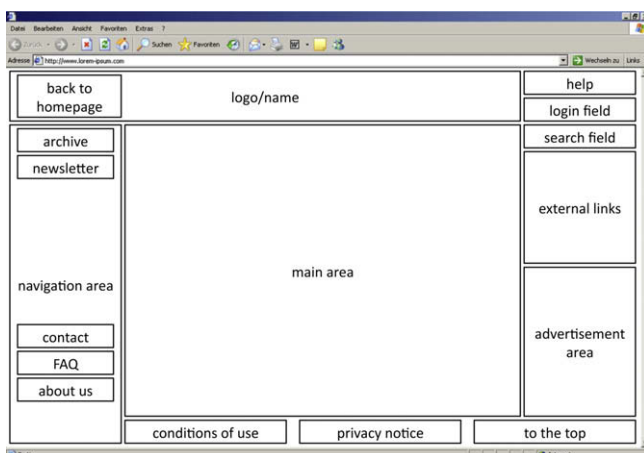 Datei Bearbeiten Ansicht Favoriten Extras ?
Zurück Suchen Favoriten
Adresse http://www.lorem-ipsum.com Wechseln zu Links
back to
homepage
logo/name
help
login field
archive
search field
newsletter
external links
main area
navigation area
contact
advertisement
area
FAQ
about us
conditions of use
privacy notice
to the top